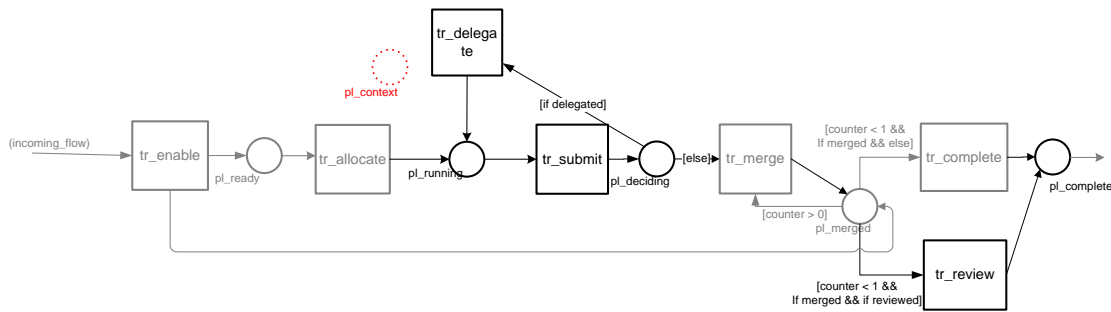 tr_delega
te
pl_context
[if delegated]
(incoming_flow)
tr_enable
pl_ready
tr_allocate
pl_running
tr_submit
pl_deciding
[else]
tr_merge
[counter < 1 &&
If merged && else]
tr_complete
pl_complete
[counter > 0]
pl_merged
tr_review
[counter < 1 &&
If merged && if reviewed]